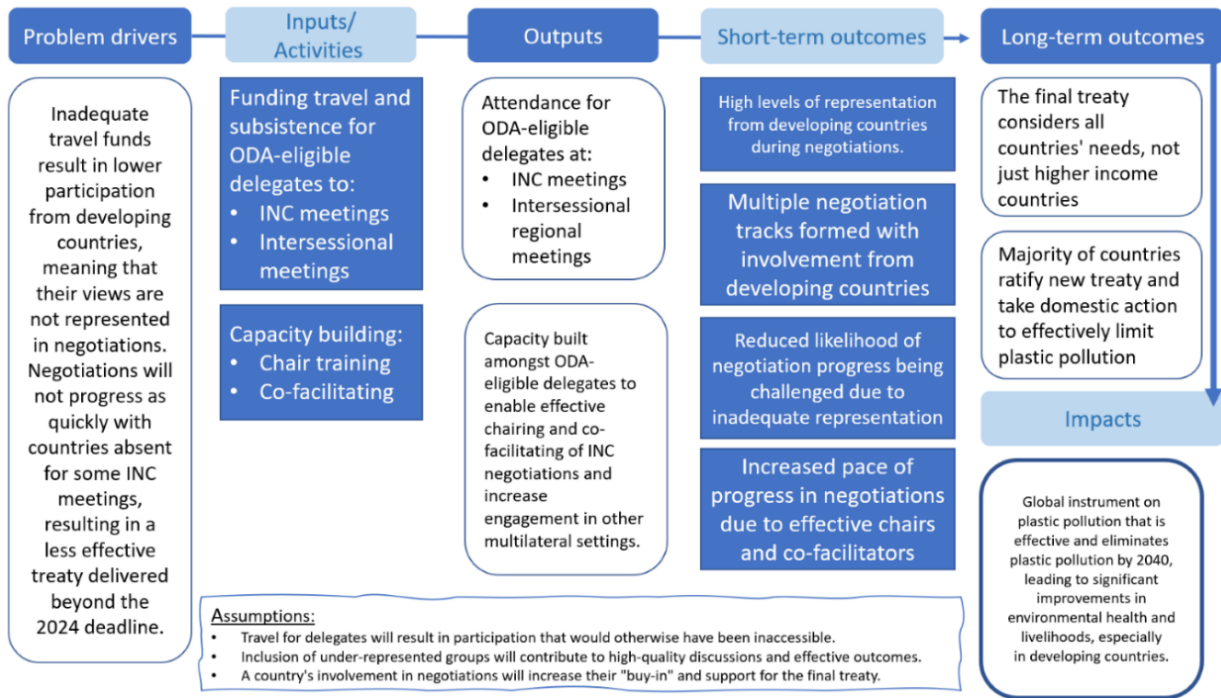 Problem drivers
Inputs/
Activities
Outputs
Short-term outcomes
Long-term outcomes
Inadequate
travel funds
result in lower
participation
from developing
countries,
meaning that
their views are
not represented
in negotiations.
Negotiations will
not progress as
quickly with
countries absent
for some INC
meetings,
resulting in a
less effective
treaty delivered
beyond the
2024 deadline.
Funding travel and
subsistence for
ODA-eligible
delegates to:
• INC meetings
• Intersessional
meetings
Capacity building:
• Chair training
• Co-facilitating
Attendance for
ODA-eligible
delegates at:
• INC meetings
• Intersessional
regional
meetings
Capacity built
amongst ODA-
eligible delegates to
enable effective
chairing and co-
facilitating of INC
negotiations and
increase
engagement in other
multilateral settings.
High levels of representation
from developing countries
during negotiations.
Multiple negotiation
tracks formed with
involvement from
developing countries
Reduced likelihood of
negotiation progress being
challenged due to
inadequate representation
Increased pace of
progress in negotiations
due to effective chairs
and co-facilitators
The final treaty
considers all
countries' needs, not
just higher income
countries
Majority of countries
ratify new treaty and
take domestic action
to effectively limit
plastic pollution
Impacts
Global instrument on
plastic pollution that is
effective and eliminates
plastic pollution by 2040,
leading to significant
improvements in
environmental health and
livelihoods, especially
in developing countries.
Assumptions:
• Travel for delegates will result in participation that would otherwise have been inaccessible.
• Inclusion of under-represented groups will contribute to high-quality discussions and effective outcomes.
• A country's involvement in negotiations will increase their "buy-in" and support for the final treaty.